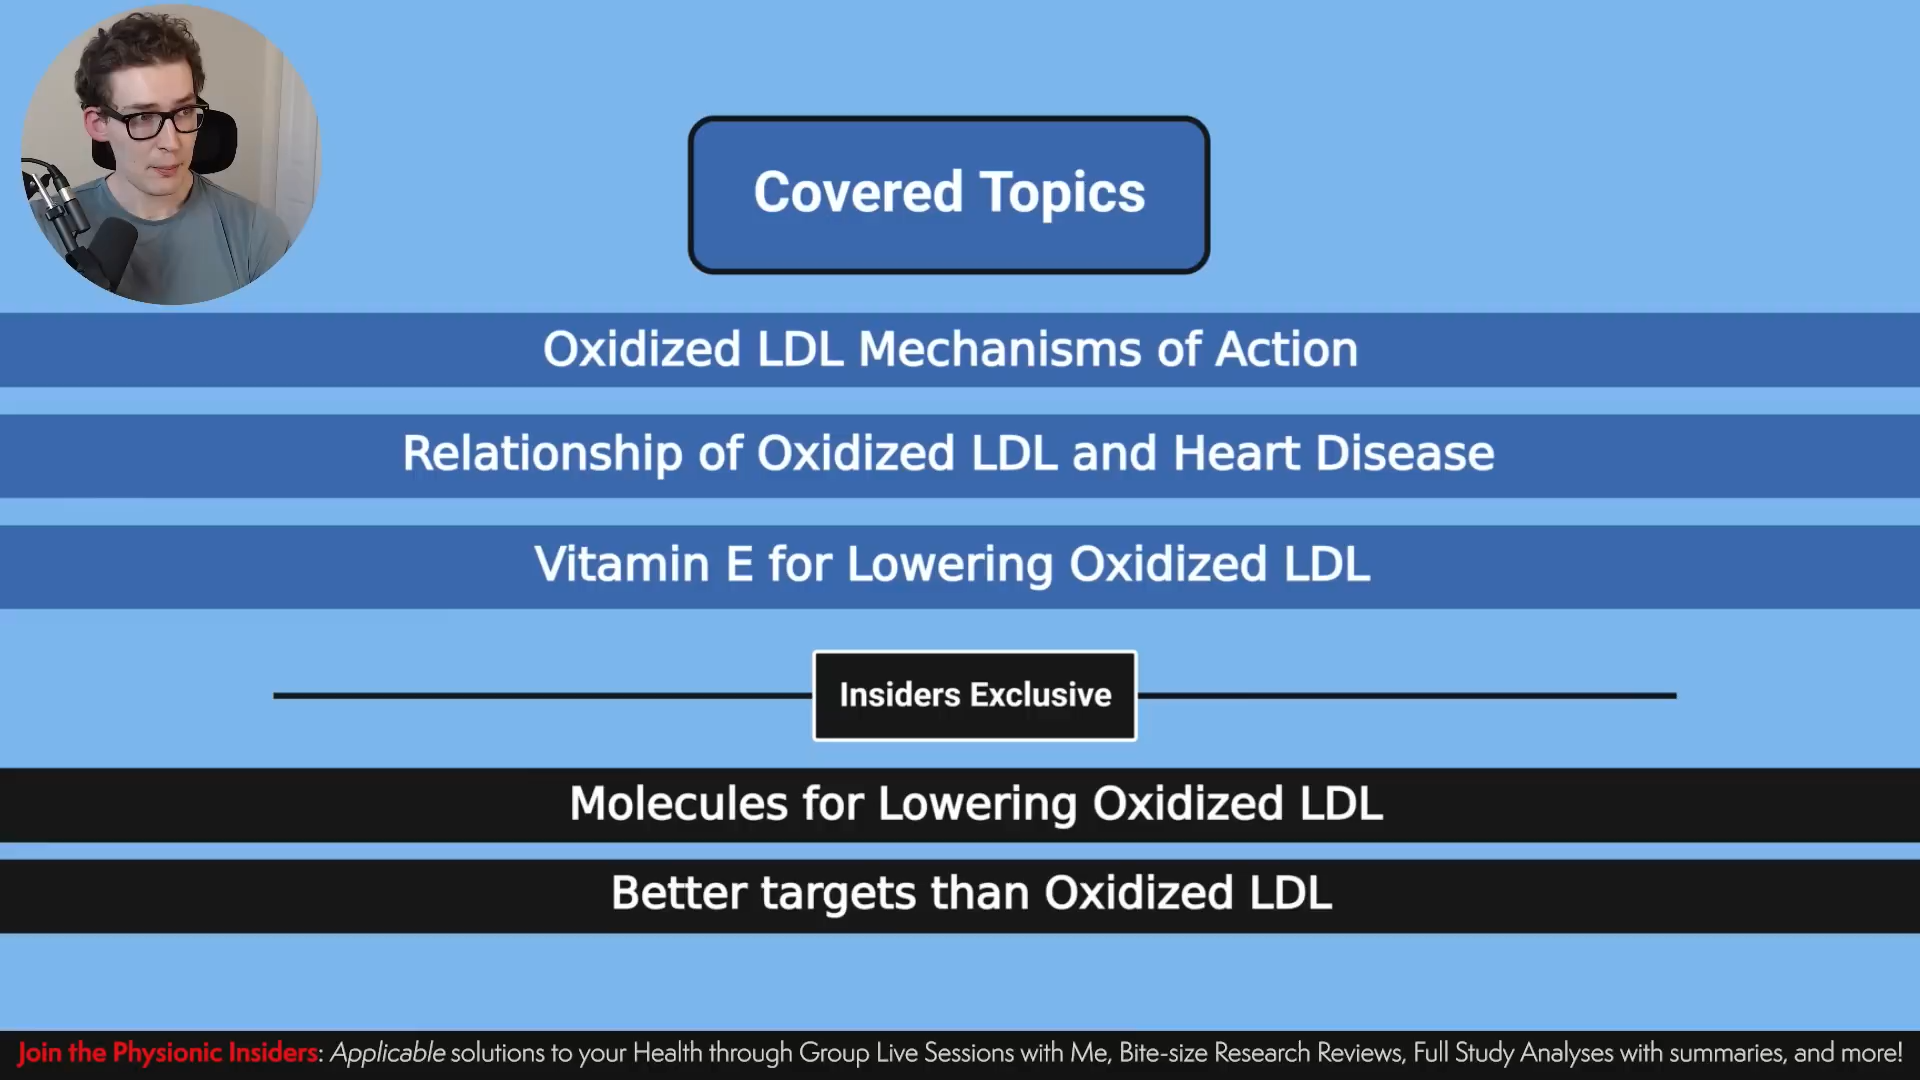 Covered Topics
Oxidized LDL Mechanisms of Action
Relationship of Oxidized LDL and Heart Disease
Vitamin E for Lowering Oxidized LDL
Insiders Exclusive
Molecules for Lowering Oxidized LDL
Better targets than Oxidized LDL
Join the Physionic Insiders: Applicable solutions to your Health through Group Live Sessions with Me, Bite-size Research Reviews, Full Study Analyses with summaries, and more!